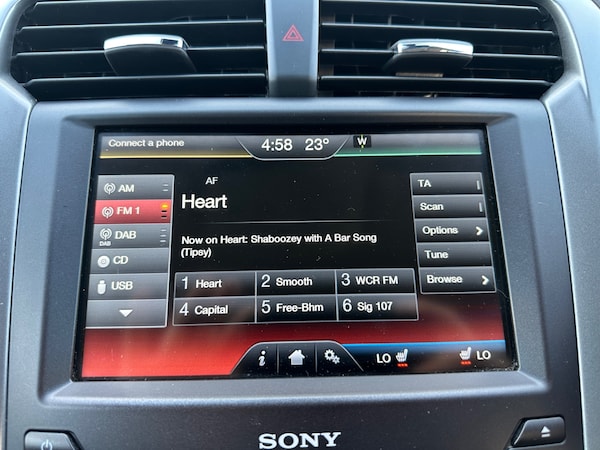 Connect a phone
4:58 23° W
AM
FM 1
DAB
DAB
CD
USB
AF
Heart
Now on Heart: Shaboozey with A Bar Song
(Tipsy)
1 Heart
2 Smooth
3 WCR FM
4 Capital
5 Free-Bhm
6 Sig 107
TA
Scan
Options
Tune
Browse
i
LO
LO
SONY